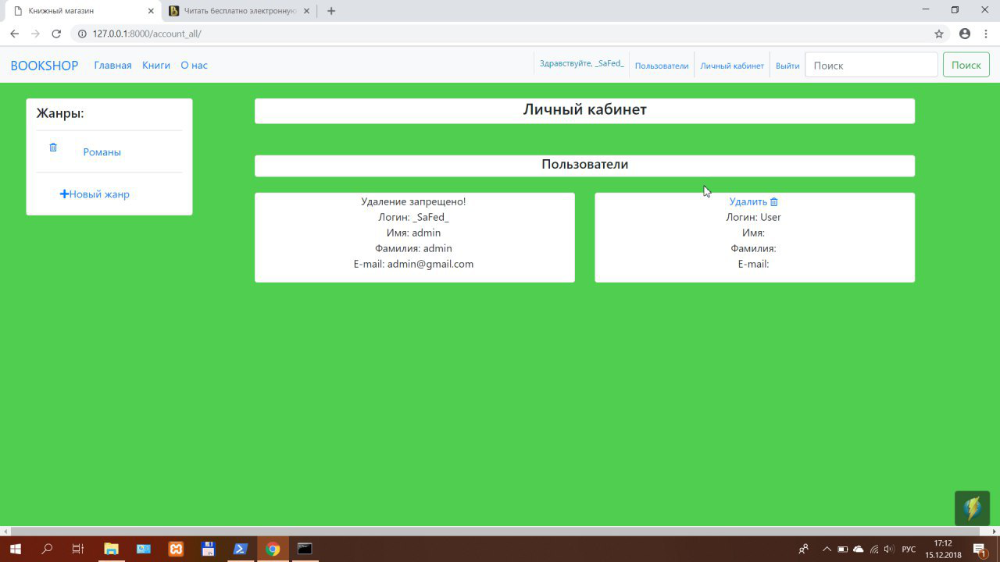 Книжный магазин
Читать бесплатно электронную
127.0.0.1:8000/account_all/
BOOKSHOP Главная Книги О нас Здравствуйте, _SaFed_ Пользователи Личный кабинет Выйти Поиск Поиск
Жанры:
Романы
Новый жанр
Личный кабинет
Пользователи
Удаление запрещено!
Логин: _SaFed_
Имя: admin
Фамилия: admin
E-mail: admin@gmail.com
Удалить
Логин: User
Имя:
Фамилия:
E-mail:
РУС
17:12
15.12.2018
1